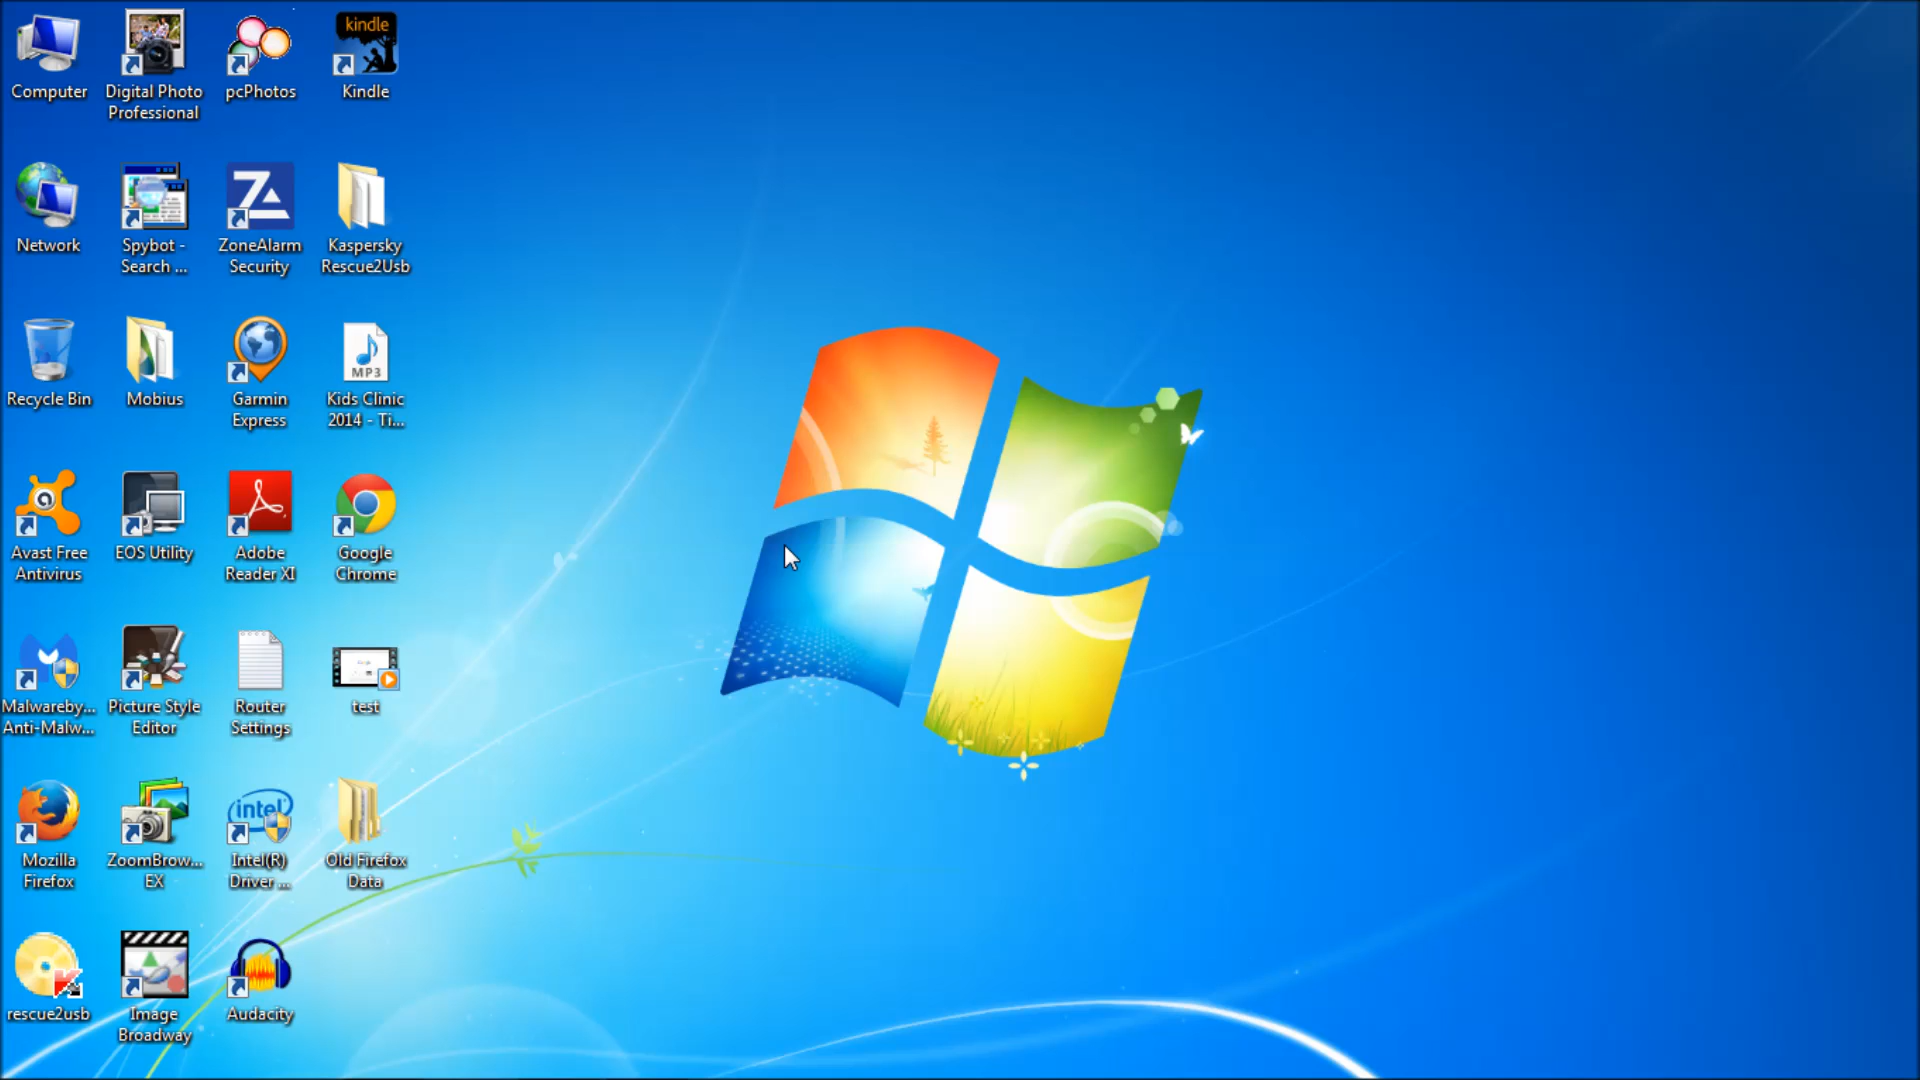 kindle
Computer
Digital Photo
Professional
pcPhotos
Kindle
Network
Spybot -
Search ...
ZoneAlarm
Security
Kaspersky
Rescue2Usb
MP3
Recycle Bin
Mobius
Garmin
Express
Kids Clinic
2014 - Ti...
Avast Free
Antivirus
EOS Utility
Adobe
Reader XI
Google
Chrome
Malwareby...
Anti-Malw...
Picture Style
Editor
Router
Settings
test
intel
Mozilla
Firefox
ZoomBrow...
EX
Intel(R)
Driver ...
Old Firefox
Data
rescue2usb
Image
Broadway
Audacity